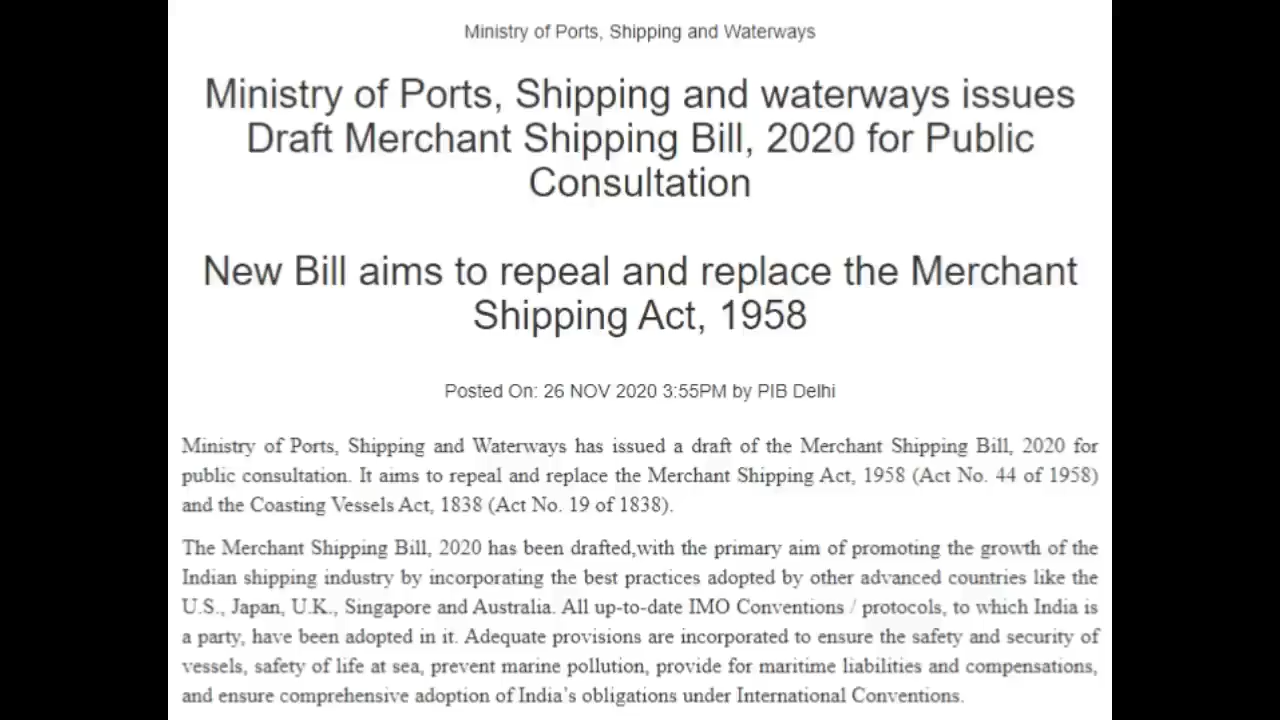 Ministry of Ports, Shipping and Waterways
Ministry of Ports, Shipping and waterways issues
Draft Merchant Shipping Bill, 2020 for Public
Consultation
New Bill aims to repeal and replace the Merchant
Shipping Act, 1958
Posted On: 26 NOV 2020 3:55PM by PIB Delhi
Ministry of Ports, Shipping and Waterways has issued a draft of the Merchant Shipping Bill, 2020 for
public consultation. It aims to repeal and replace the Merchant Shipping Act, 1958 (Act No. 44 of 1958)
and the Coasting Vessels Act, 1838 (Act No. 19 of 1838).
The Merchant Shipping Bill, 2020 has been drafted,with the primary aim of promoting the growth of the
Indian shipping industry by incorporating the best practices adopted by other advanced countries like the
U.S., Japan, U.K., Singapore and Australia. All up-to-date IMO Conventions / protocols, to which India is
a party, have been adopted in it. Adequate provisions are incorporated to ensure the safety and security of
vessels, safety of life at sea, prevent marine pollution, provide for maritime liabilities and compensations,
and ensure comprehensive adoption of India's obligations under International Conventions.